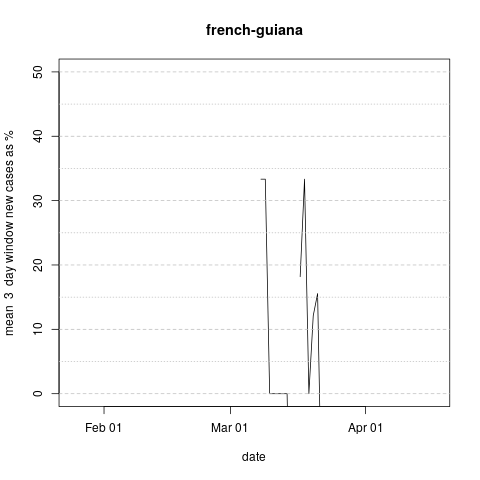 french-guiana
mean  3  day window new cases as %
50
40
30
20
10
0
Feb 01
Mar 01
Apr 01
date